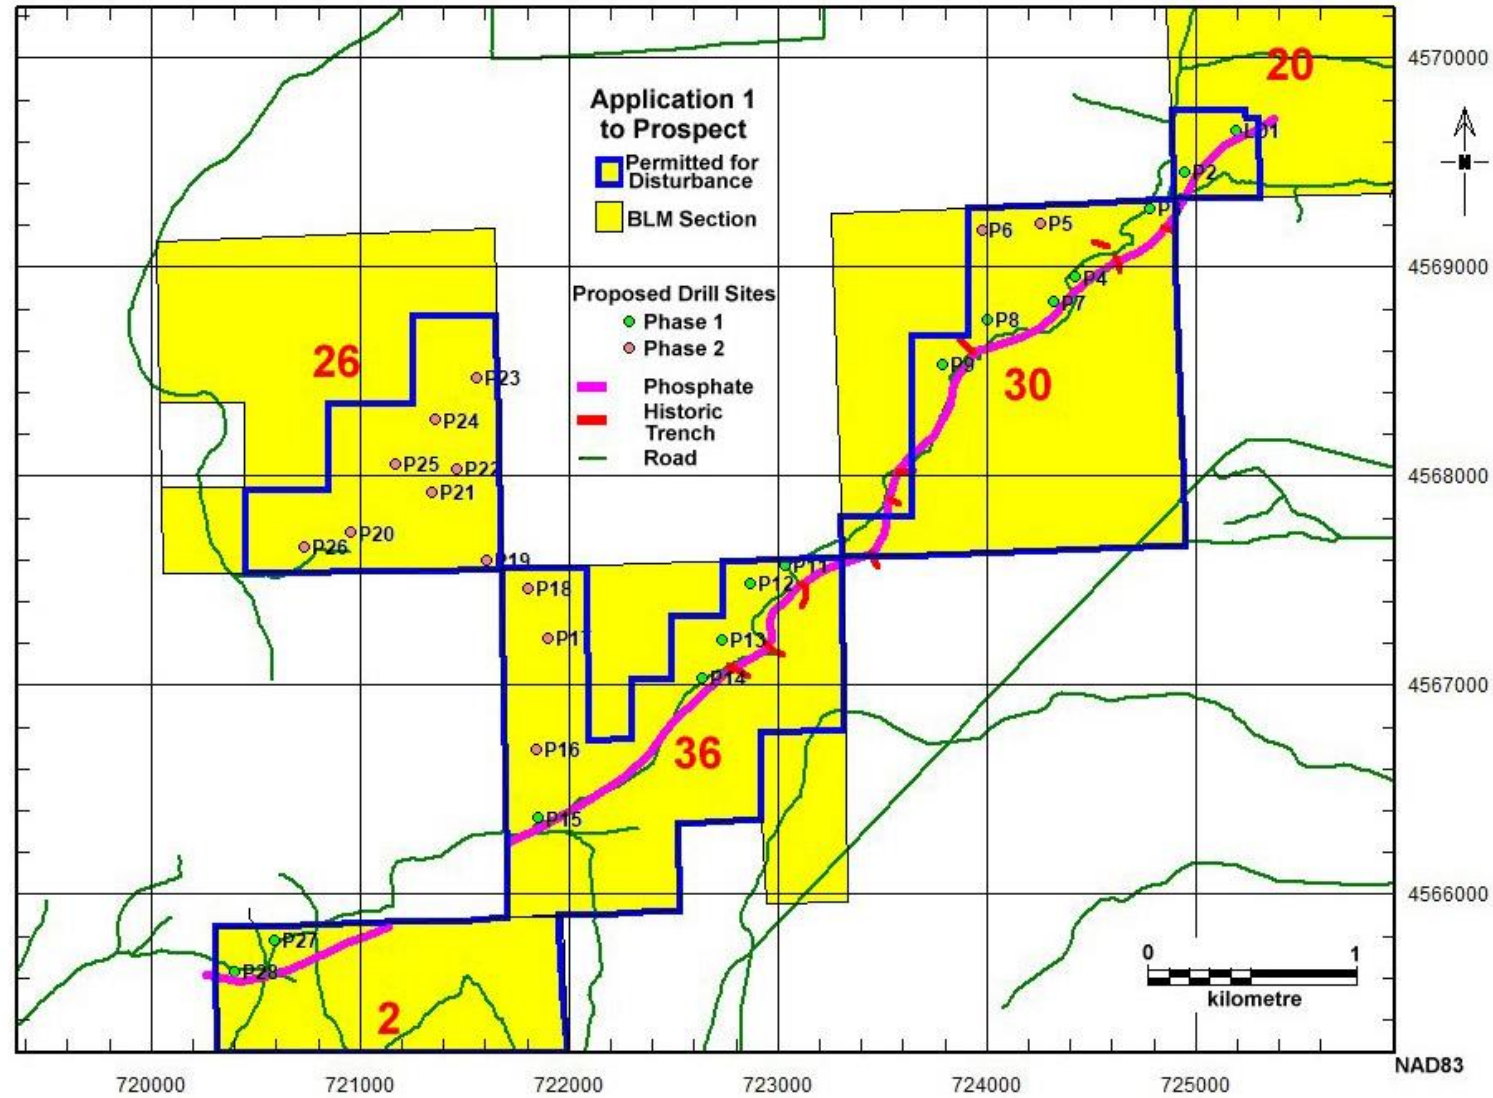 4570000
20
Application 1
to Prospect
Permitted for
Disturbance
BLM Section
L01
N
P2
P6
P5
4569000
P4
Proposed Drill Sites
Phase 1
Phase 2
P7
P8
26
P9
30
P23
Phosphate
Historic
Trench
Road
P24
P25
P22
4568000
P21
P20
P26
P19
P11
P12
P18
P17
P13
P14
4567000
P16
36
P15
4566000
P27
P28
0
1
kilometre
2
NAD83
720000
721000
722000
723000
724000
725000